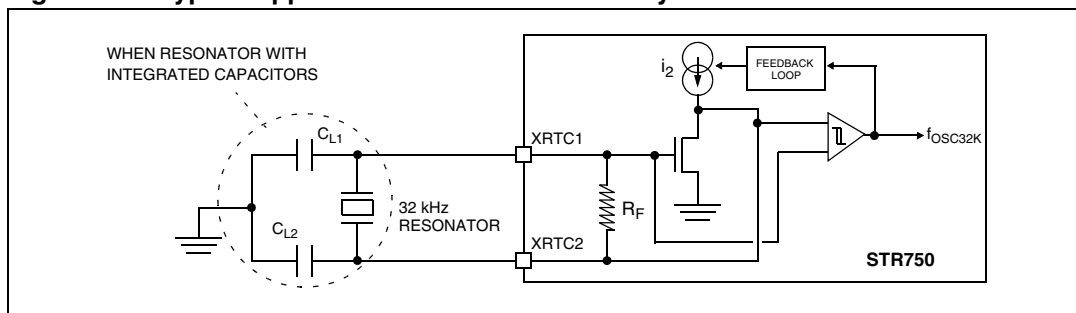 WHEN RESONATOR WITH
INTEGRATED CAPACITORS
CL1
CL2
32 kHz
RESONATOR
XRTC1
XRTC2
RF
i2
FEEDBACK
LOOP
fOSC32K
STR750